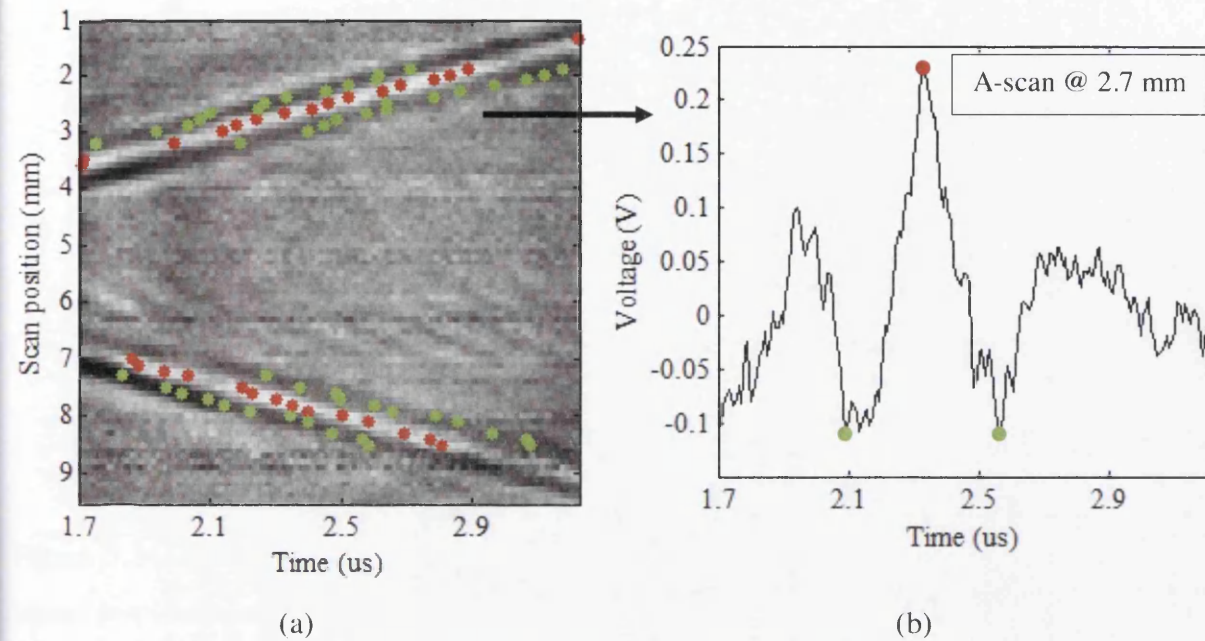 1
2
3
4
5
6
7
8
9
Scan position (mm)
1.7 2.1 2.5 2.9
Time (us)
(a)
0.25
0.2
0.15
0.1
0.05
0
-0.05
-0.1
Voltage (V)
A-scan @ 2.7 mm
1.7 2.1 2.5 2.9
Time (us)
(b)